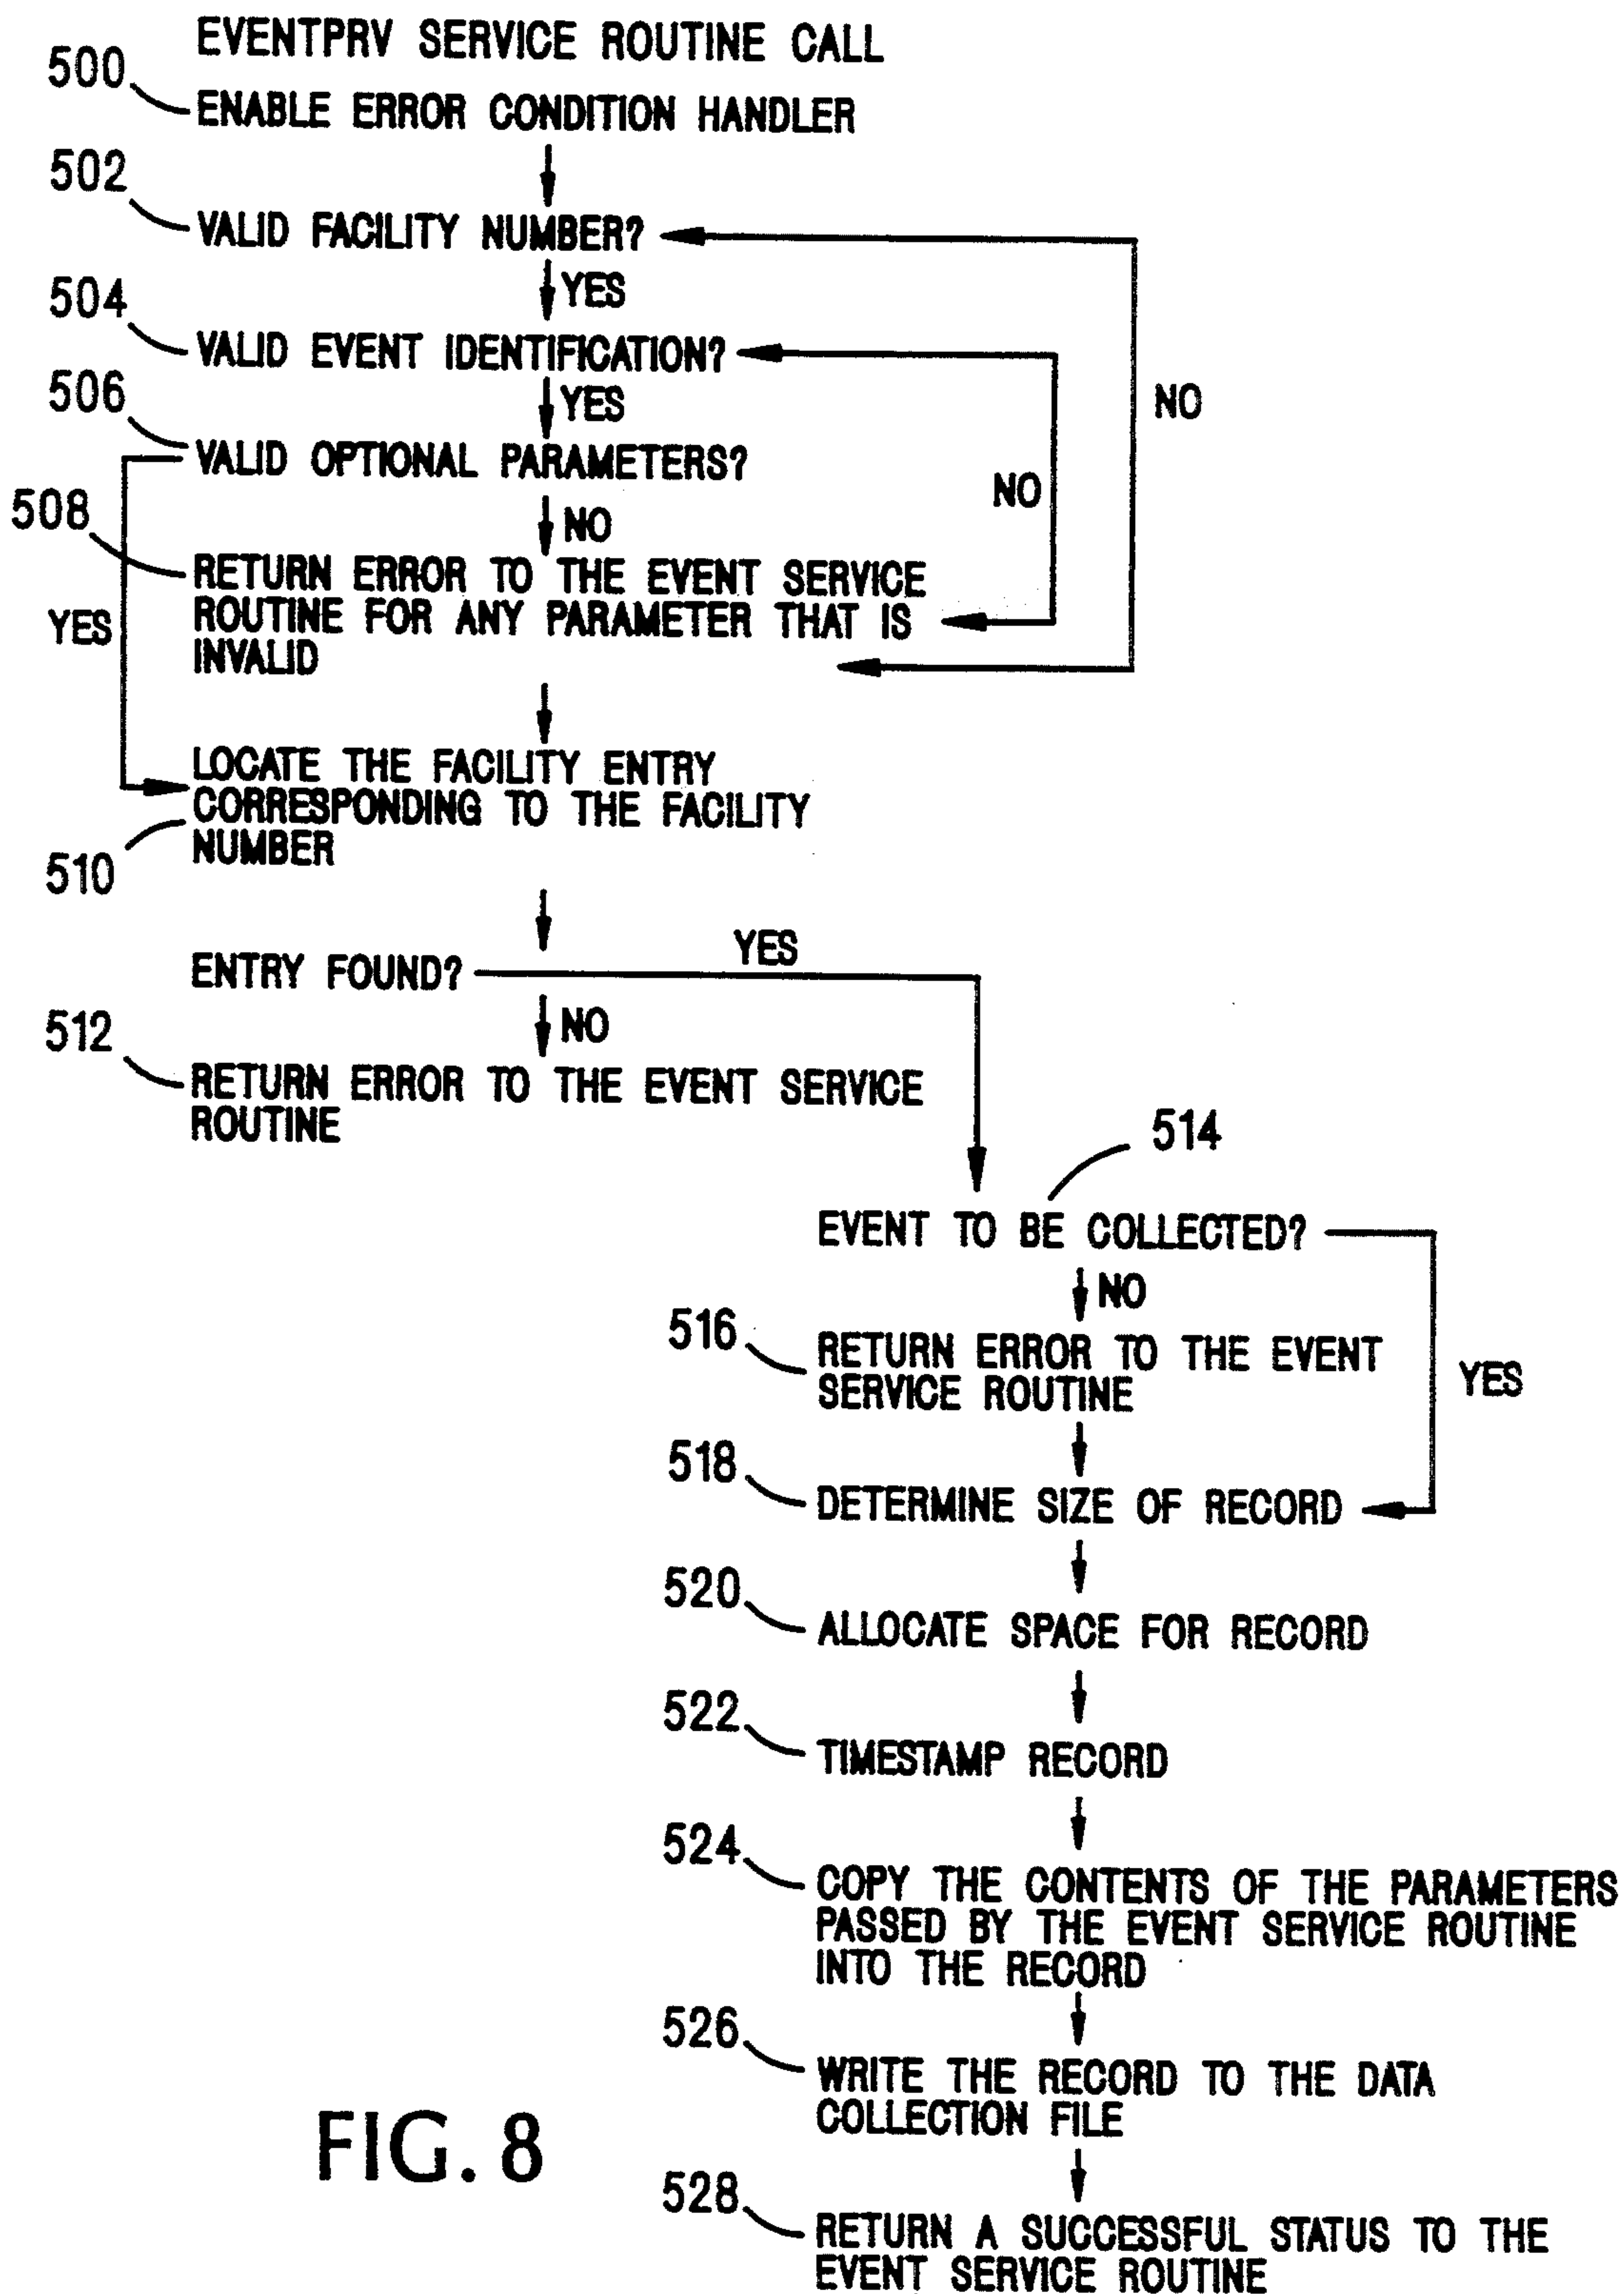 EVENTPRV SERVICE ROUTINE CALL
500
ENABLE ERROR CONDITION HANDLER
502
VALID FACILITY NUMBER?
YES
504
VALID EVENT IDENTIFICATION?
NO
YES
506
VALID OPTIONAL PARAMETERS?
NO
508
NO
RETURN ERROR TO THE EVENT SERVICE
ROUTINE FOR ANY PARAMETER THAT IS
INVALID
YES
LOCATE THE FACILITY ENTRY
CORRESPONDING TO THE FACILITY
NUMBER
510
YES
ENTRY FOUND?
NO
512
RETURN ERROR TO THE EVENT SERVICE
ROUTINE
514
EVENT TO BE COLLECTED?
NO
516
RETURN ERROR TO THE EVENT
SERVICE ROUTINE
YES
518
DETERMINE SIZE OF RECORD
520
ALLOCATE SPACE FOR RECORD
522
TIMESTAMP RECORD
524
COPY THE CONTENTS OF THE PARAMETERS
PASSED BY THE EVENT SERVICE ROUTINE
INTO THE RECORD
526
WRITE THE RECORD TO THE DATA
COLLECTION FILE
528
RETURN A SUCCESSFUL STATUS TO THE
EVENT SERVICE ROUTINE
FIG. 8